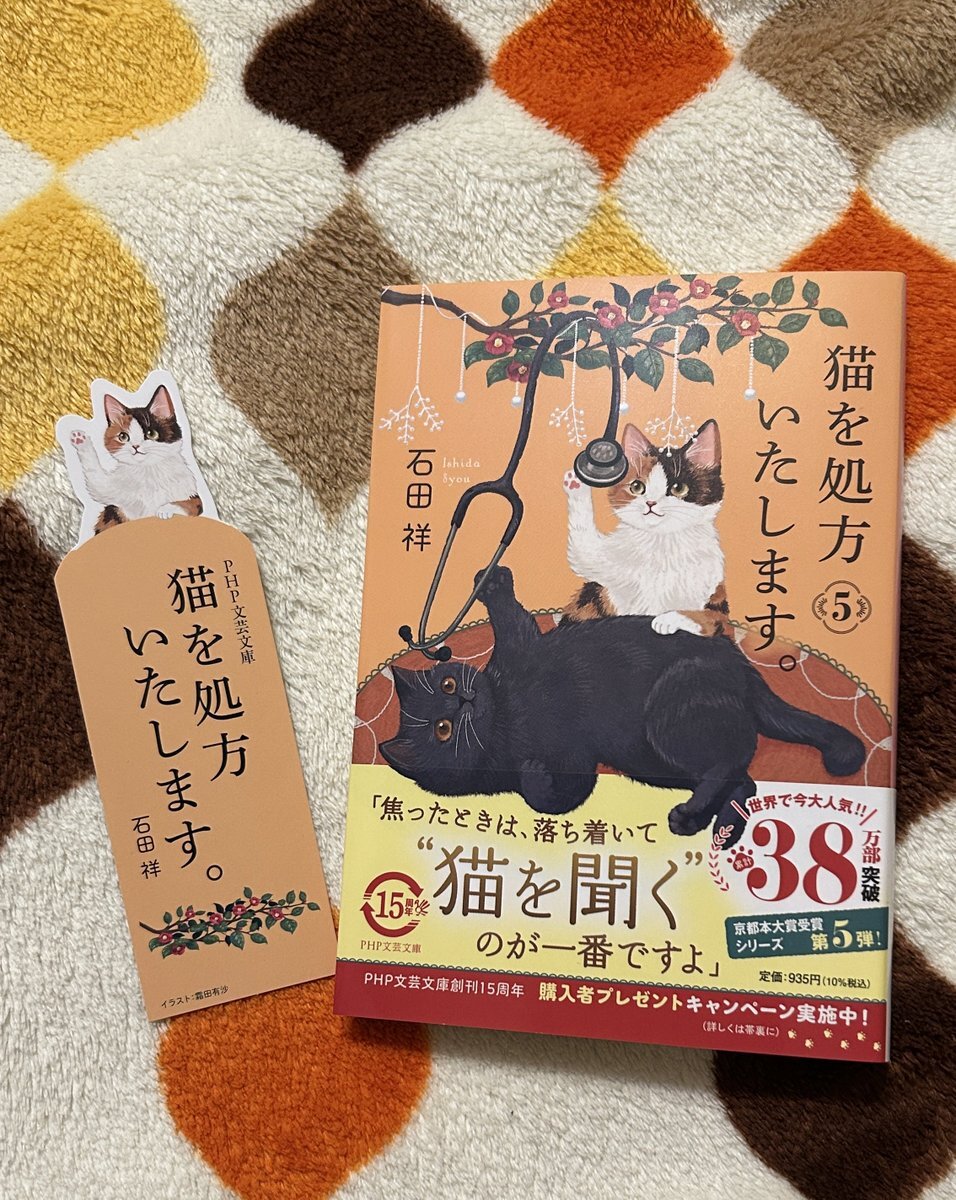 PHP文芸文庫
猫を処方
いたします。
石田 祥
イラスト：霜田有沙
猫を処方
いたします。
5
石田 祥
Ishida
Syou
「焦ったときは、落ち着いて
“猫を聞く”
のが一番ですよ」
15周年
PHP文芸文庫
世界で今大人気!!
累計
38万部突破
京都本大賞受賞
シリーズ 第5弾!
定価：935円(10%税込)
PHP文芸文庫創刊15周年 購入者プレゼントキャンペーン実施中！
(詳しくは帯裏に)